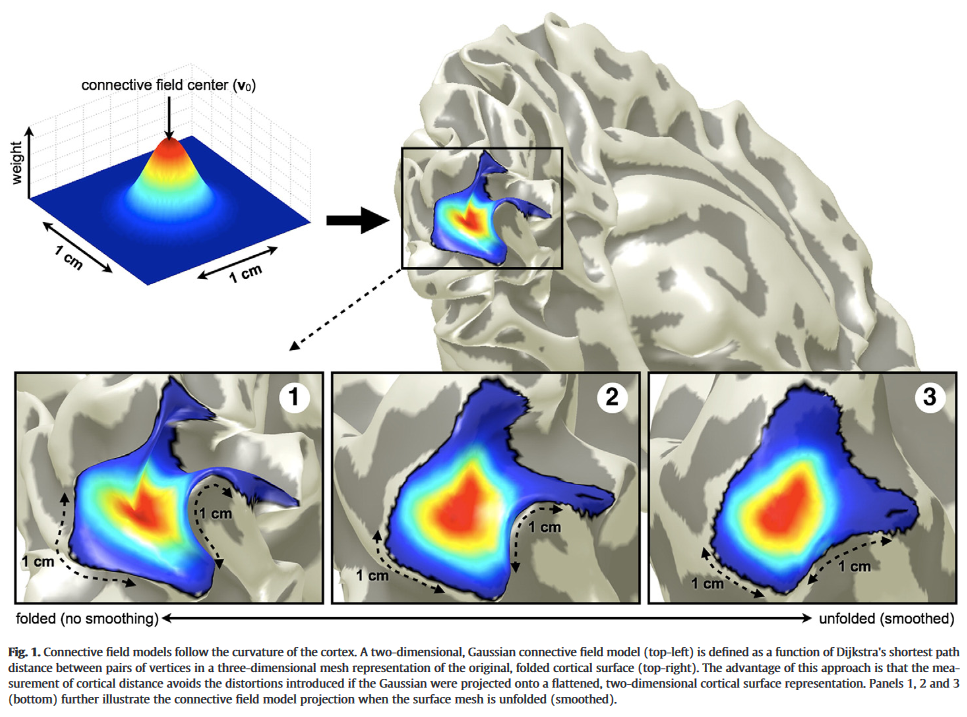 connective field center (v0)
weight
1 cm
1 cm
1
2
3
1 cm
1 cm
1 cm
1 cm
1 cm
1 cm
folded (no smoothing)
unfolded (smoothed)
Fig. 1. Connective field models follow the curvature of the cortex. A two-dimensional, Gaussian connective field model (top-left) is defined as a function of Dijkstra's shortest path
distance between pairs of vertices in a three-dimensional mesh representation of the original, folded cortical surface (top-right). The advantage of this approach is that the mea-
surement of cortical distance avoids the distortions introduced if the Gaussian were projected onto a flattened, two-dimensional cortical surface representation. Panels 1, 2 and 3
(bottom) further illustrate the connective field model projection when the surface mesh is unfolded (smoothed).